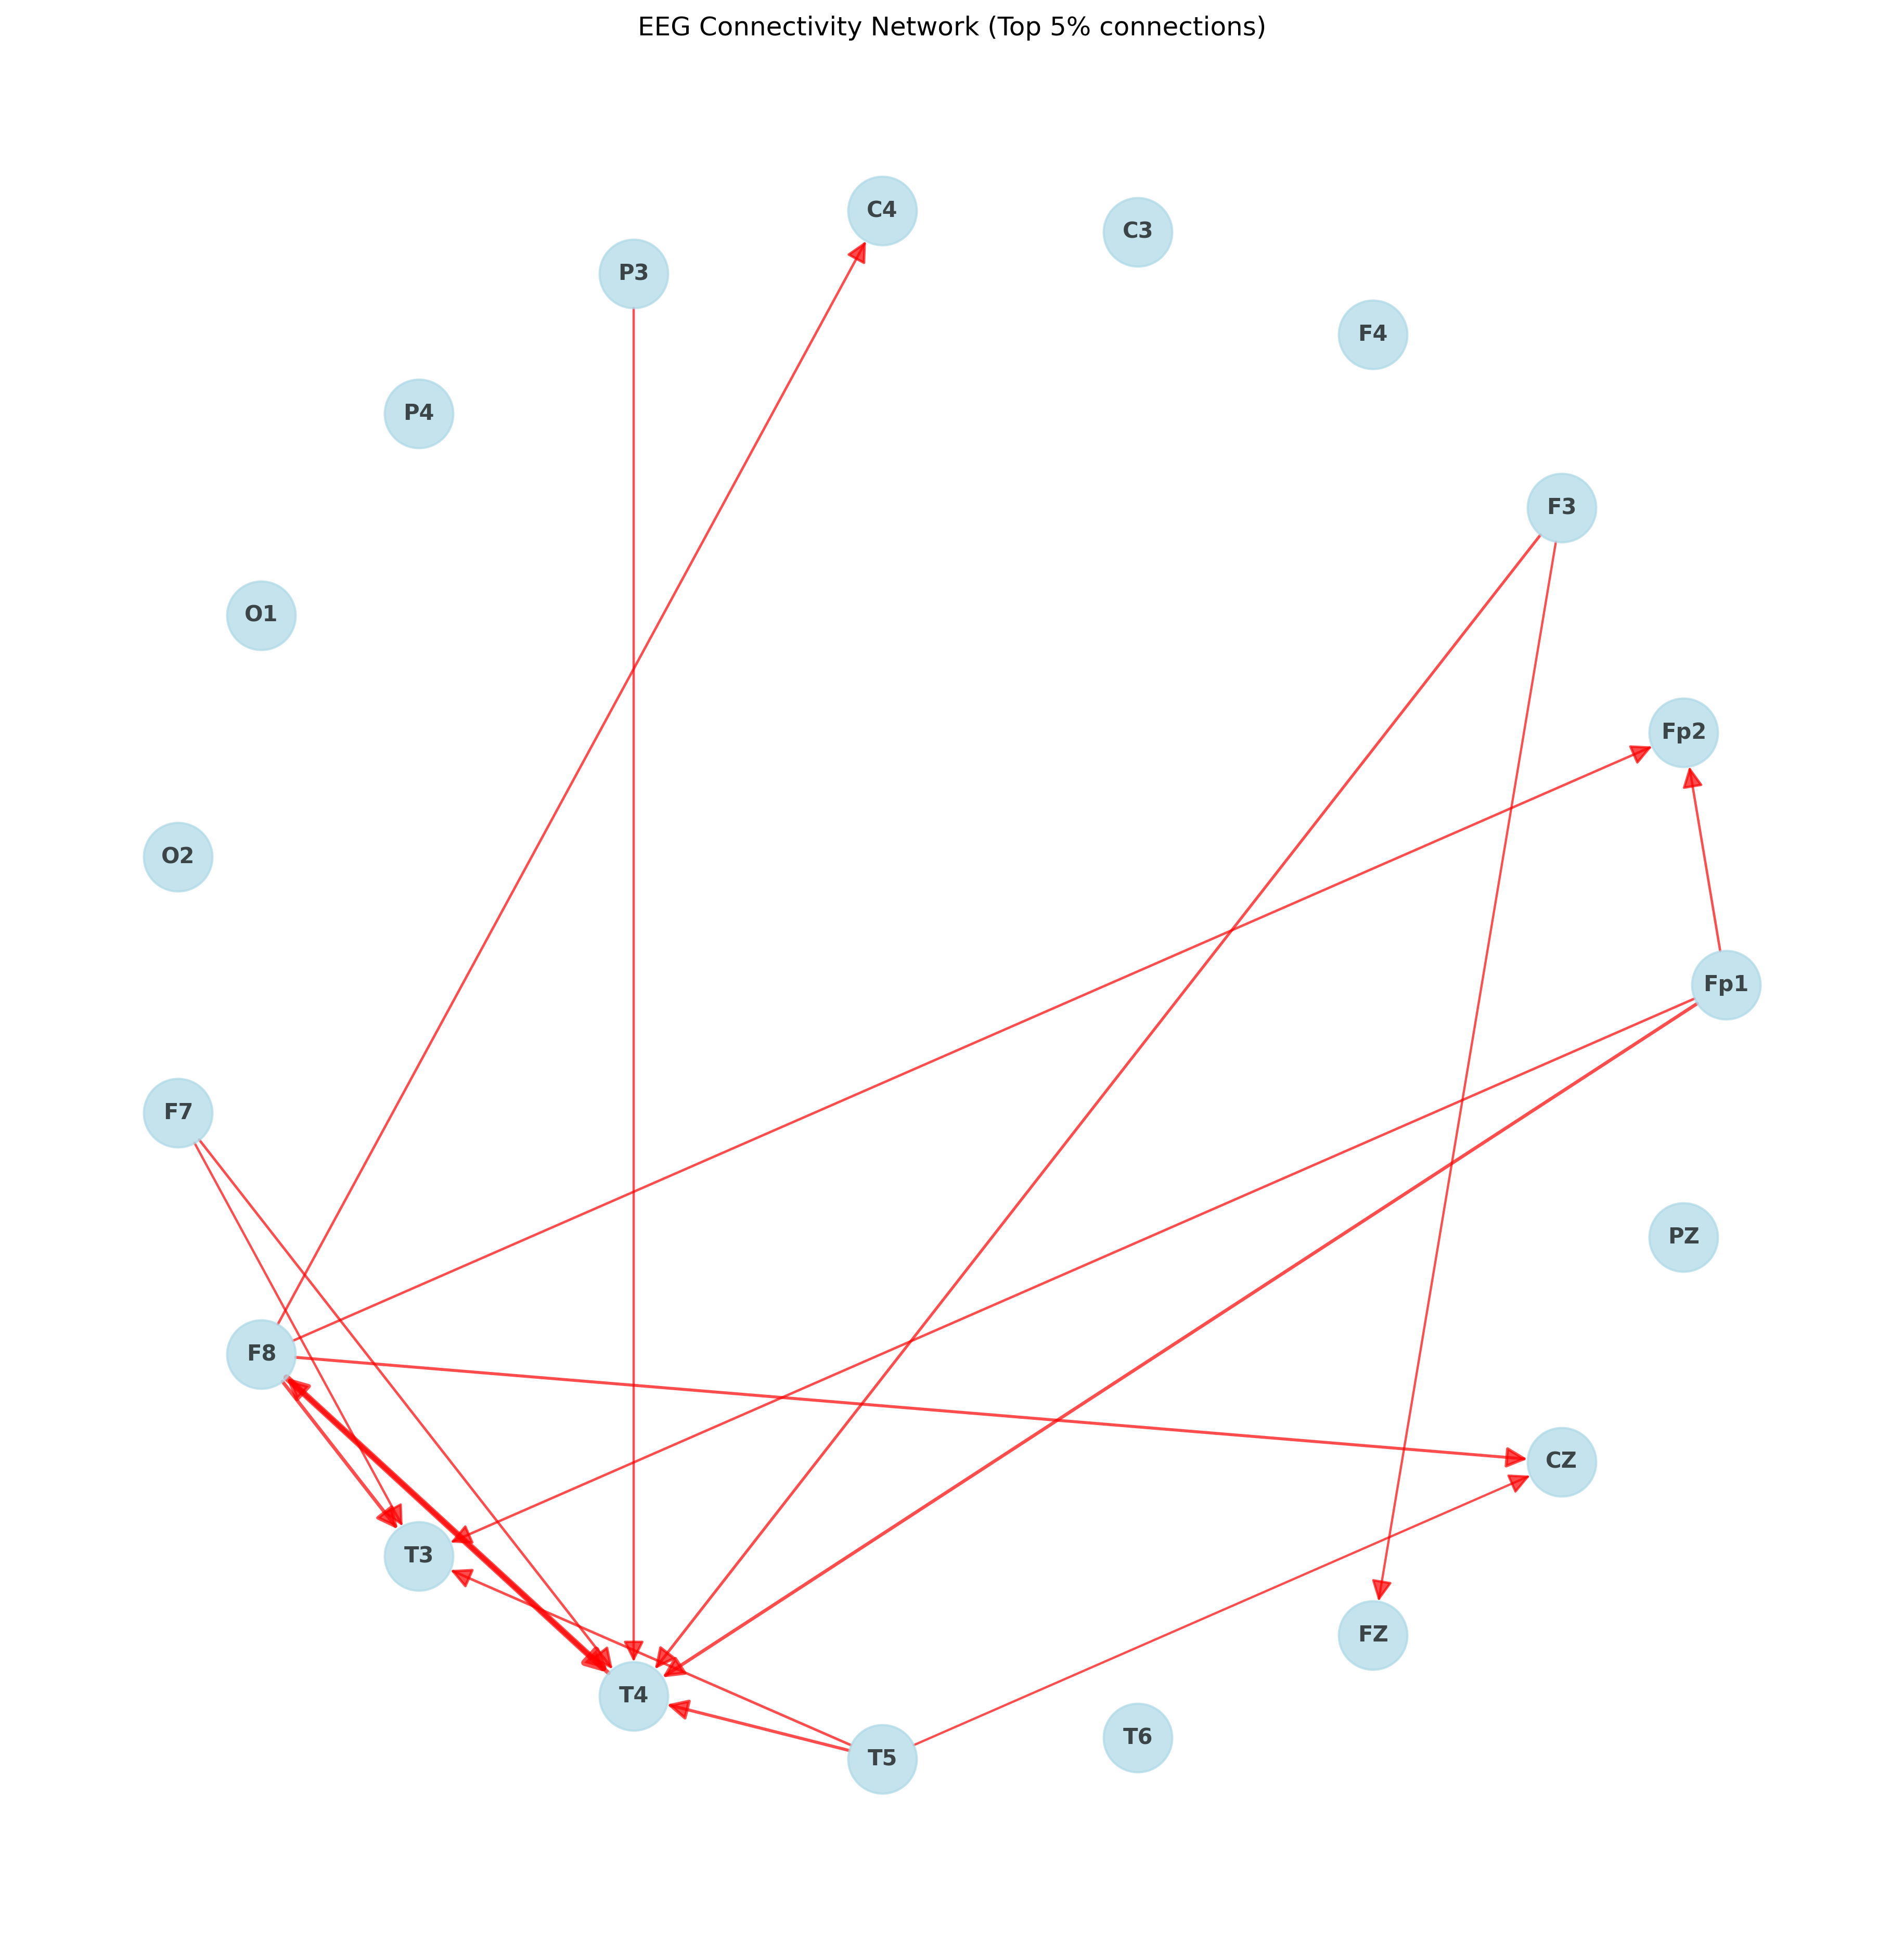 EEG Connectivity Network (Top 5% connections)
C4
C3
P3
F4
P4
F3
O1
Fp2
O2
Fp1
F7
PZ
F8
CZ
T3
FZ
T4
T6
T5